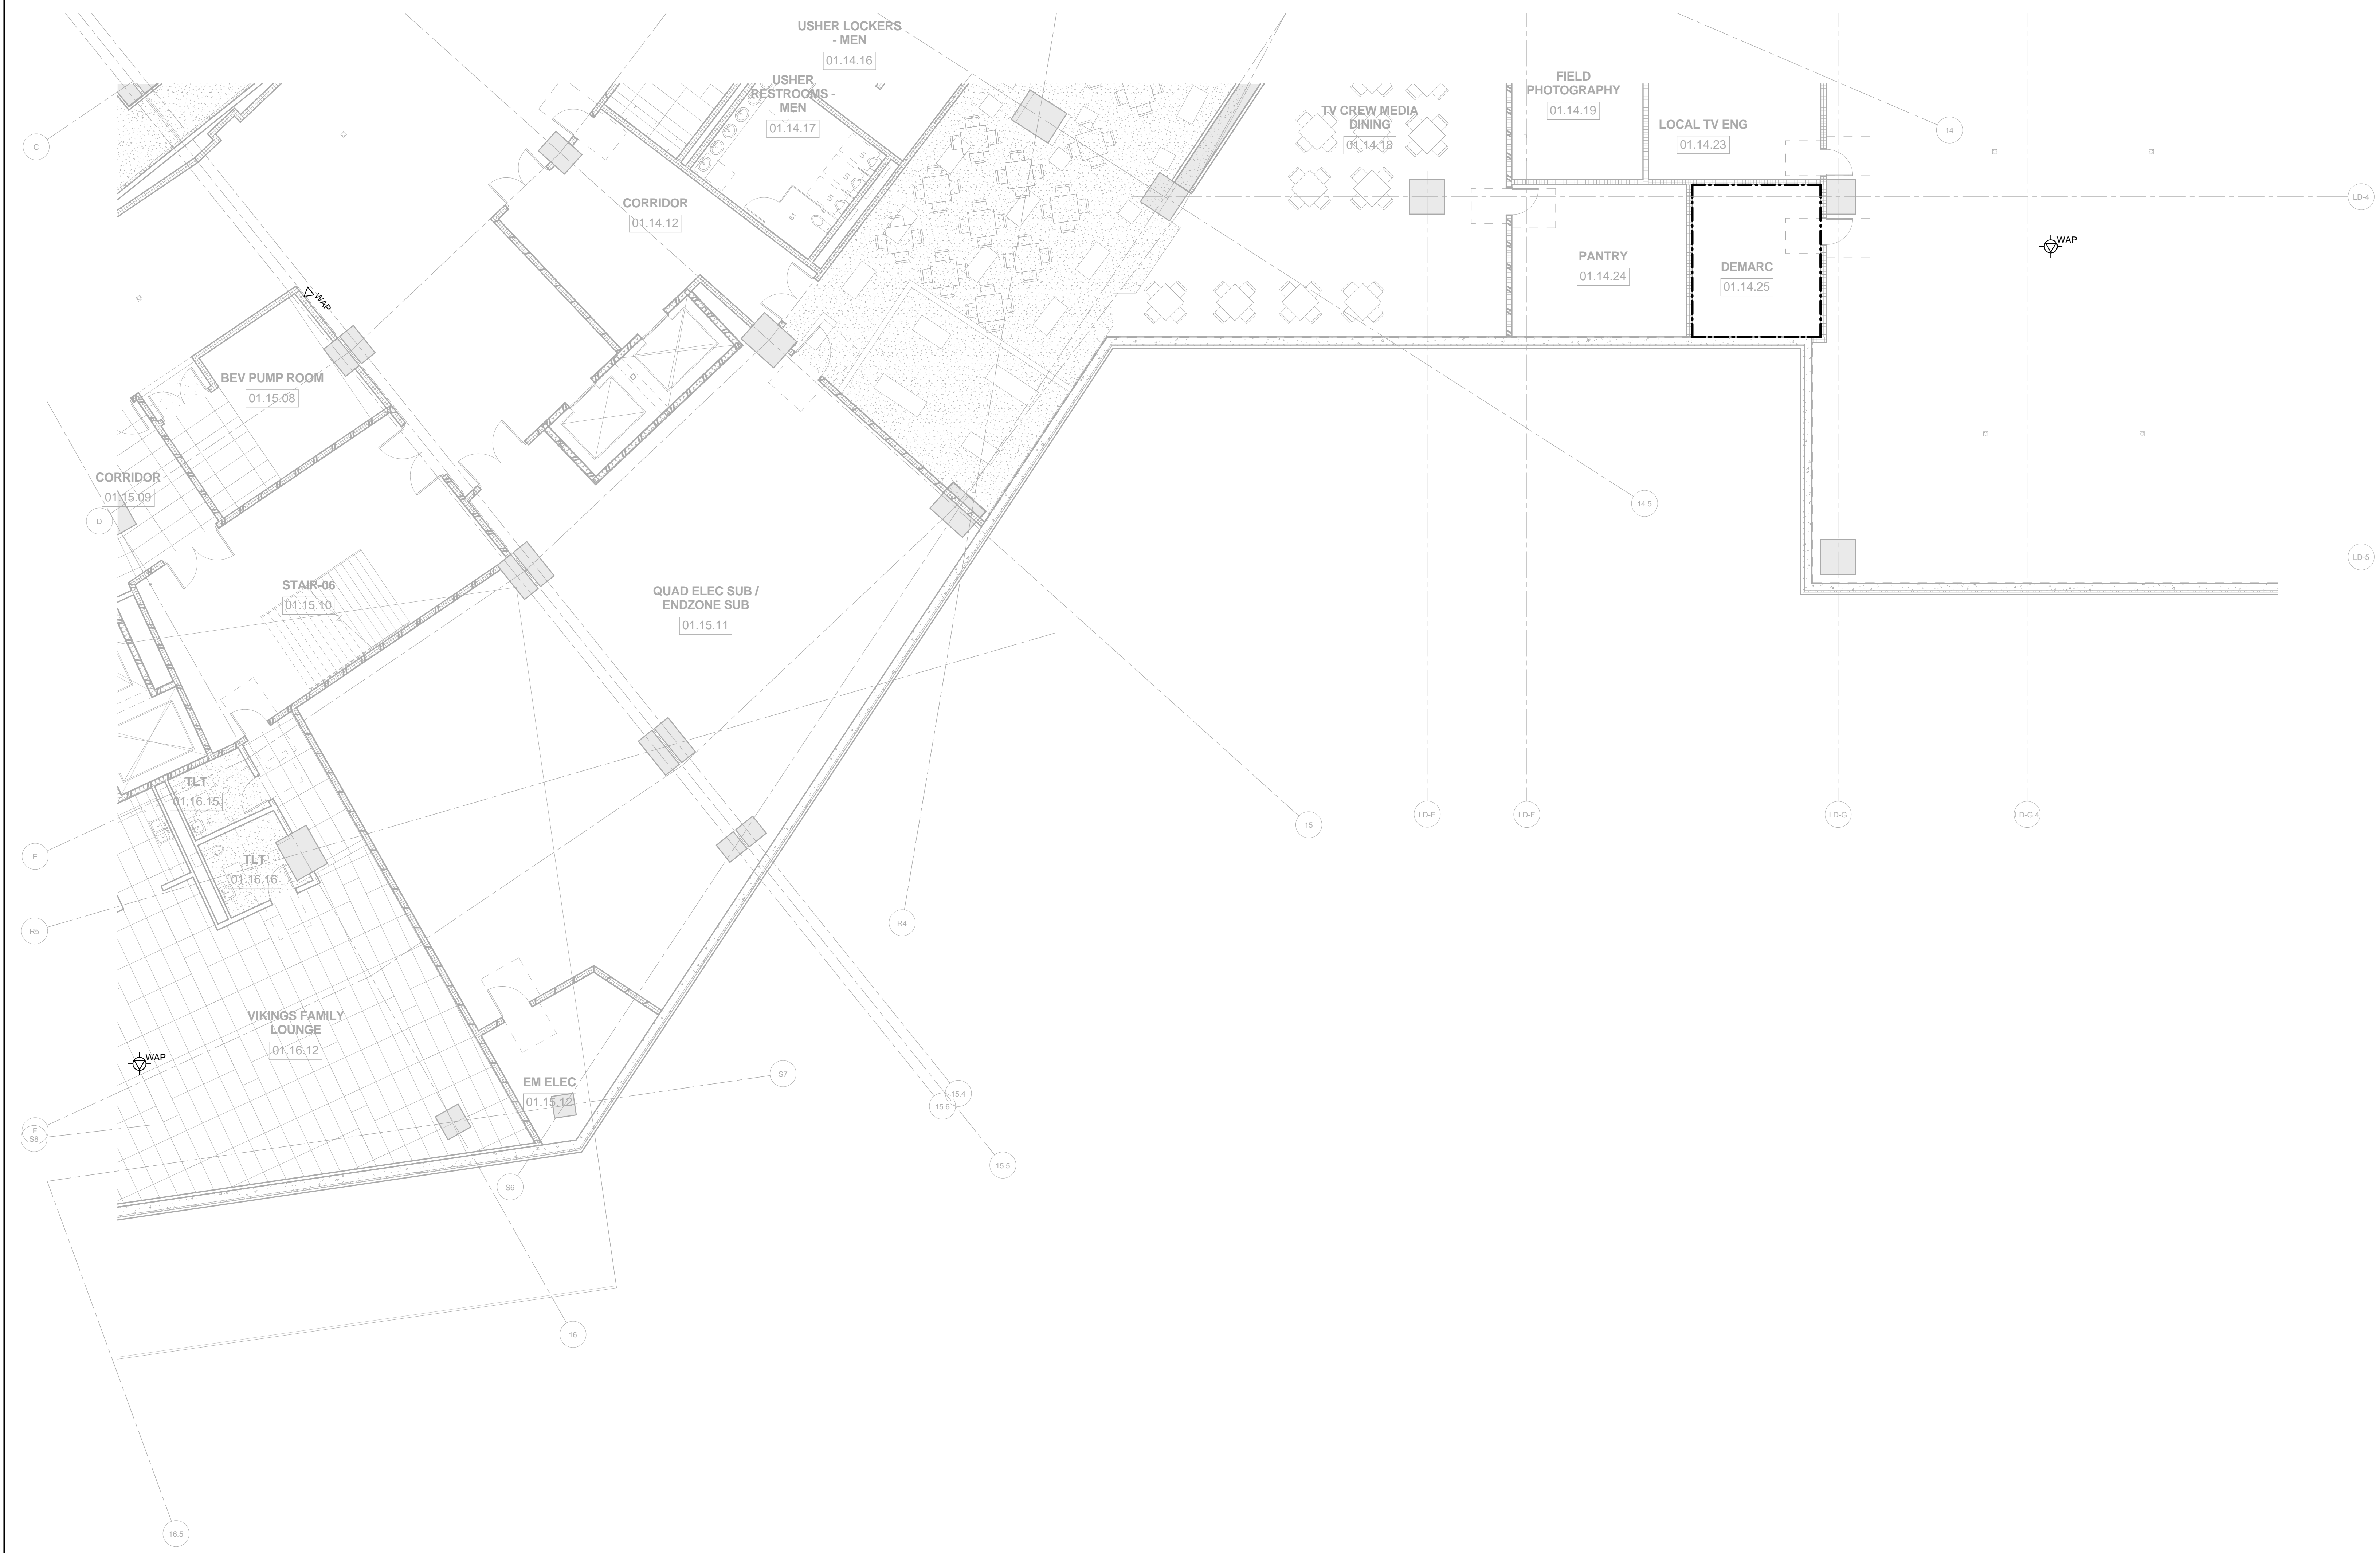 USHER LOCKERS
- MEN
01.14.16
USHER
RESTROOMS -
MEN
01.14.17
FIELD
PHOTOGRAPHY
01.14.19
TV CREW MEDIA
DINING
01.14.18
LOCAL TV ENG
01.14.23
14
C
S1
S1
S1
S1
CORRIDOR
01.14.12
LD-4
WAP
PANTRY
01.14.24
DEMARC
01.14.25
WAP
BEV PUMP ROOM
01.15.08
CORRIDOR
01.15.09
D
14.5
LD-5
STAIR-06
01.15.10
QUAD ELEC SUB /
ENDZONE SUB
01.15.11
TLT
01.16.15
LD-E
LD-F
LD-G
LD-G.4
15
E
TLT
01.16.16
R5
R4
VIKINGS FAMILY
LOUNGE
01.16.12
WAP
EM ELEC
01.15.12
S7
15.4
15.6
F
S8
15.5
S6
16
16.5